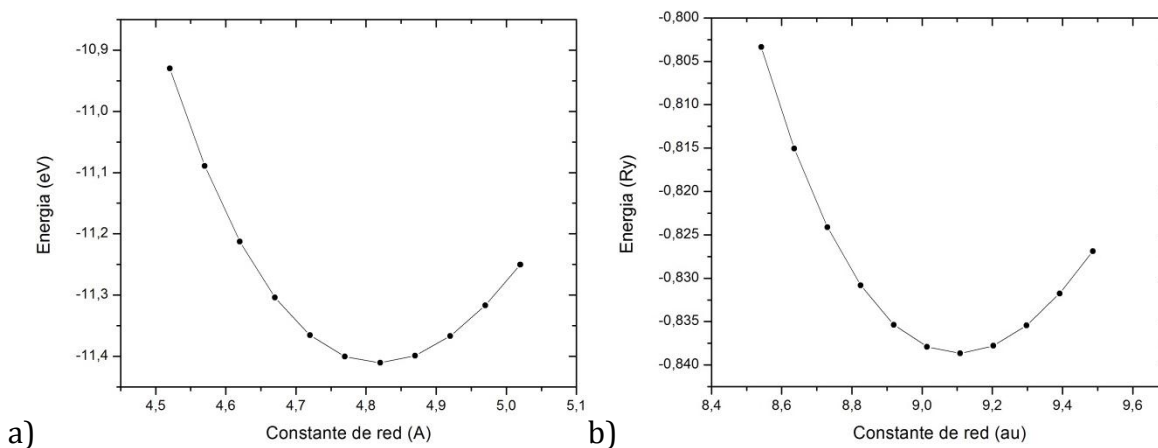 -10,9
-11,0
-11,1
-11,2
-11,3
-11,4
4,5 4,6 4,7 4,8 4,9 5,0 5,1
Energia (eV)
Constante de red (A)
a)
-0,800
-0,805
-0,810
-0,815
-0,820
-0,825
-0,830
-0,835
-0,840
8,4 8,6 8,8 9,0 9,2 9,4 9,6
Energia (Ry)
Constante de red (au)
b)